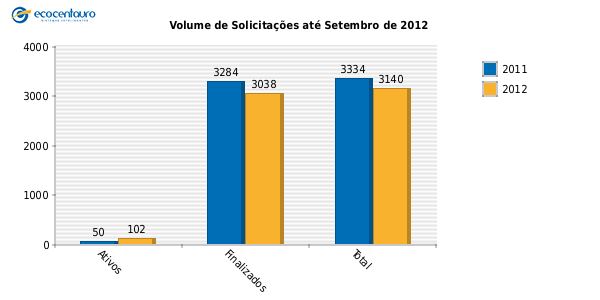 ecocentauro
Volume de Solicitações até Setembro de 2012
4000
3000
2000
1000
0
50
102
3284
3038
3334
3140
Ativos
Finalizados
Total
2011
2012